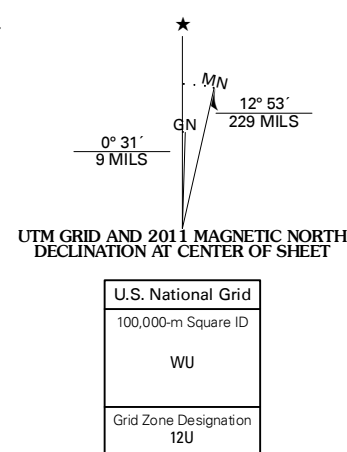 ★
MN
GN
12° 53´
229 MILS
0° 31´
9 MILS
UTM GRID AND 2011 MAGNETIC NORTH
DECLINATION AT CENTER OF SHEET
U.S. National Grid
100,000-m Square ID
WU
Grid Zone Designation
12U